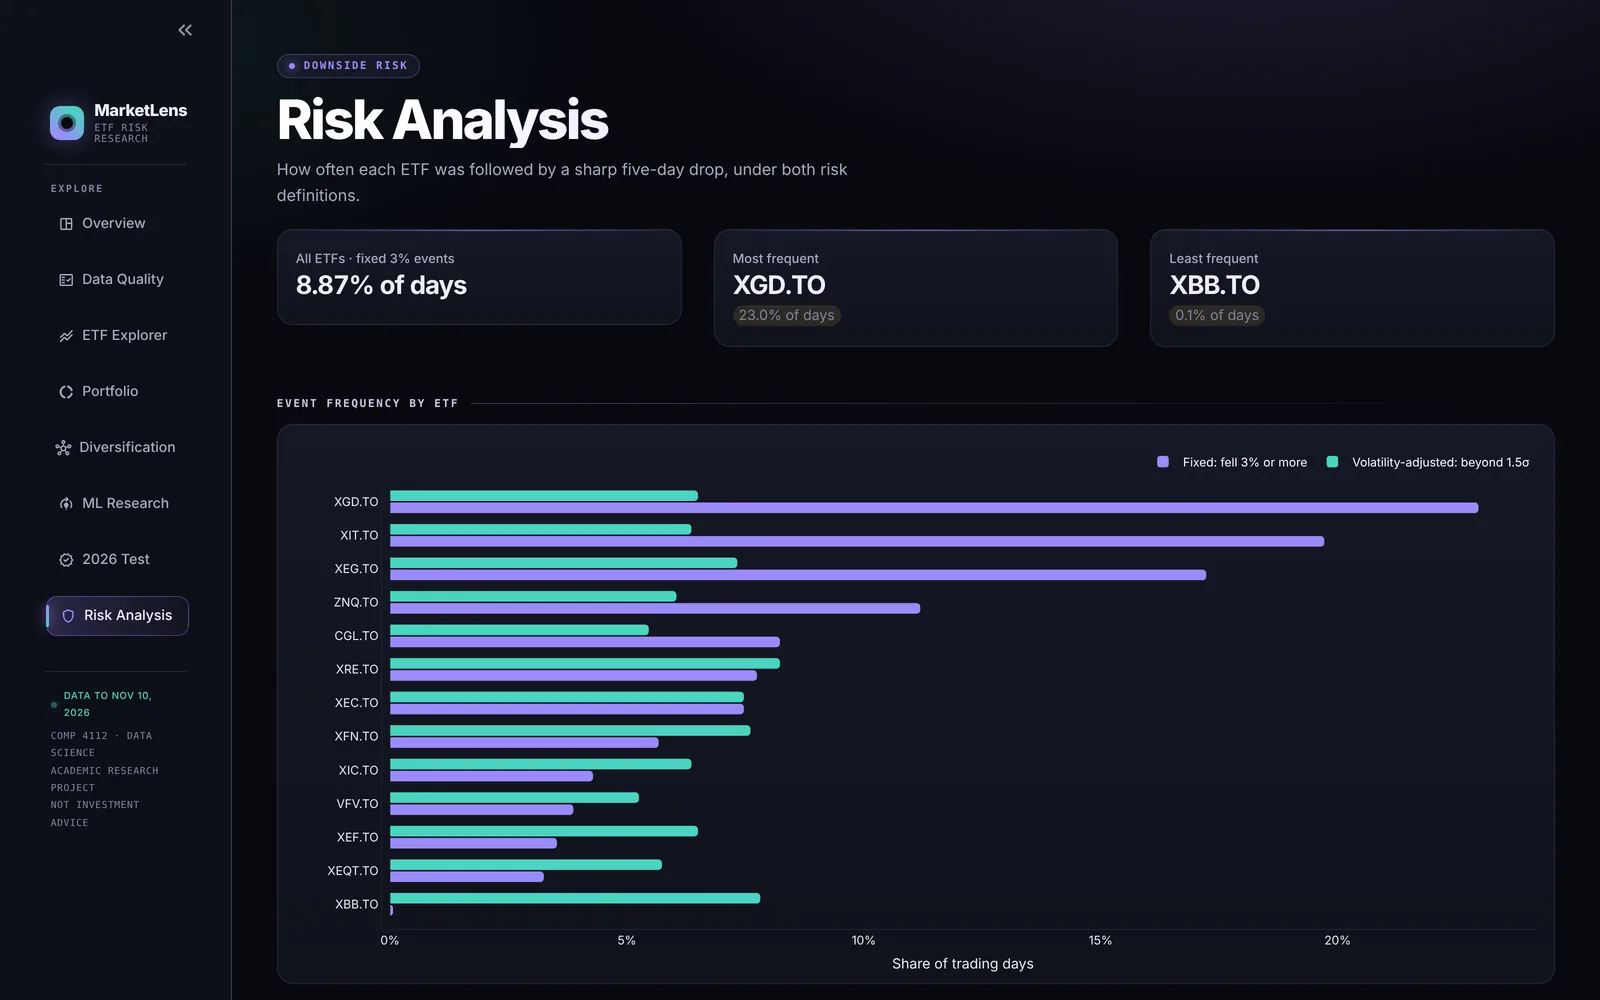 MarketLens
ETF RISK
RESEARCH
EXPLORE
Overview
Data Quality
ETF Explorer
Portfolio
Diversification
ML Research
2026 Test
Risk Analysis
DATA TO NOV 10,
2026
COMP 4112 · DATA
SCIENCE
ACADEMIC RESEARCH
PROJECT
NOT INVESTMENT
ADVICE
DOWNSIDE RISK
Risk Analysis
How often each ETF was followed by a sharp five-day drop, under both risk
definitions.
All ETFs · fixed 3% events
8.87% of days
Most frequent
XGD.TO
23.0% of days
Least frequent
XBB.TO
0.1% of days
EVENT FREQUENCY BY ETF
Fixed: fell 3% or more
Volatility-adjusted: beyond 1.5σ
XGD.TO
XIT.TO
XEG.TO
ZNQ.TO
CGL.TO
XRE.TO
XEC.TO
XFN.TO
XIC.TO
VFV.TO
XEF.TO
XEQT.TO
XBB.TO
0% 5% 10% 15% 20%
Share of trading days